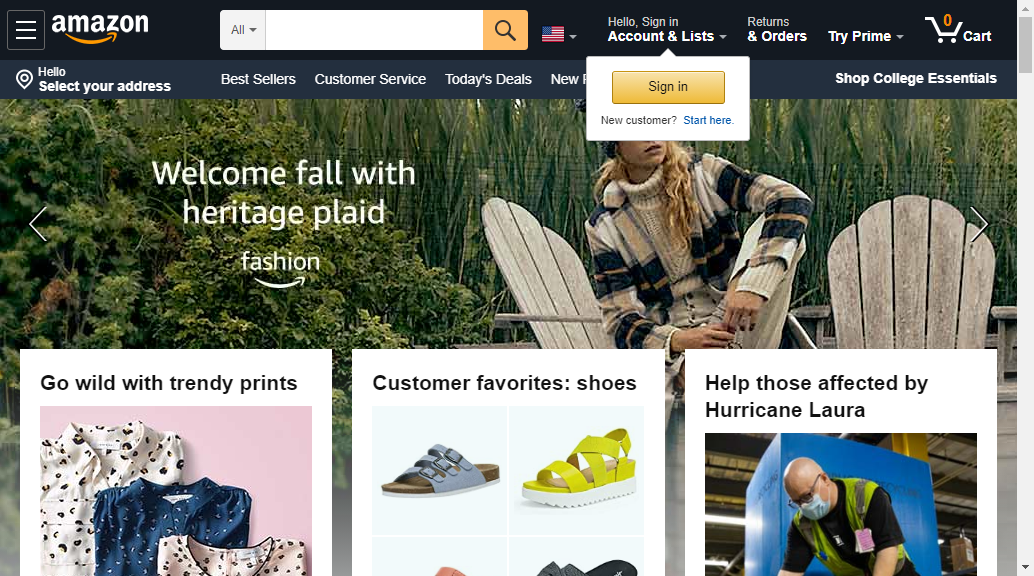 amazon
All
Hello, Sign in
Account & Lists
Returns
& Orders
Try Prime
0
Cart
Hello
Select your address
Best Sellers
Customer Service
Today's Deals
New
Shop College Essentials
Sign in
New customer? Start here.
Welcome fall with
heritage plaid
fashion
Go wild with trendy prints
Customer favorites: shoes
Help those affected by
Hurricane Laura